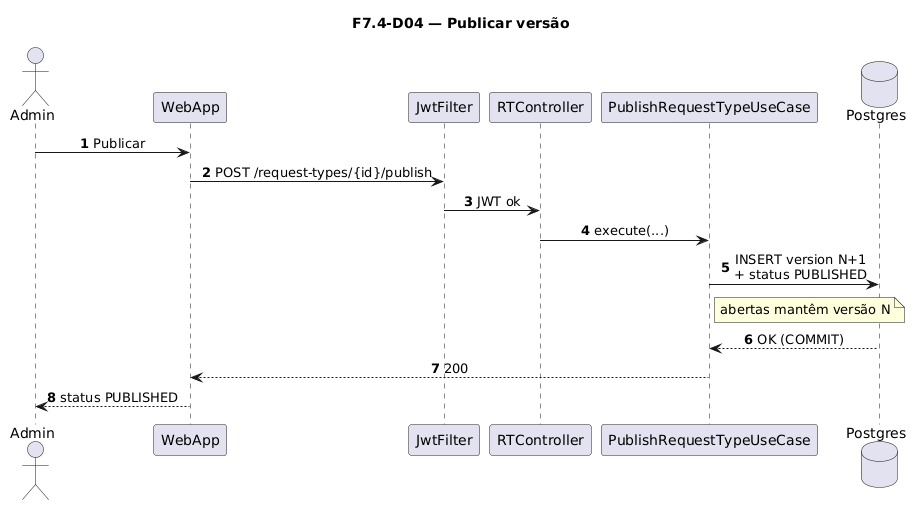 F7.4-D04 — Publicar versão
Admin
WebApp
JwtFilter
RTController
PublishRequestTypeUseCase
Postgres
1 Publicar
2 POST /request-types/{id}/publish
3 JWT ok
4 execute(...)
5 INSERT version N+1
+ status PUBLISHED
abertas mantêm versão N
6 OK (COMMIT)
7 200
8 status PUBLISHED
Admin
WebApp
JwtFilter
RTController
PublishRequestTypeUseCase
Postgres